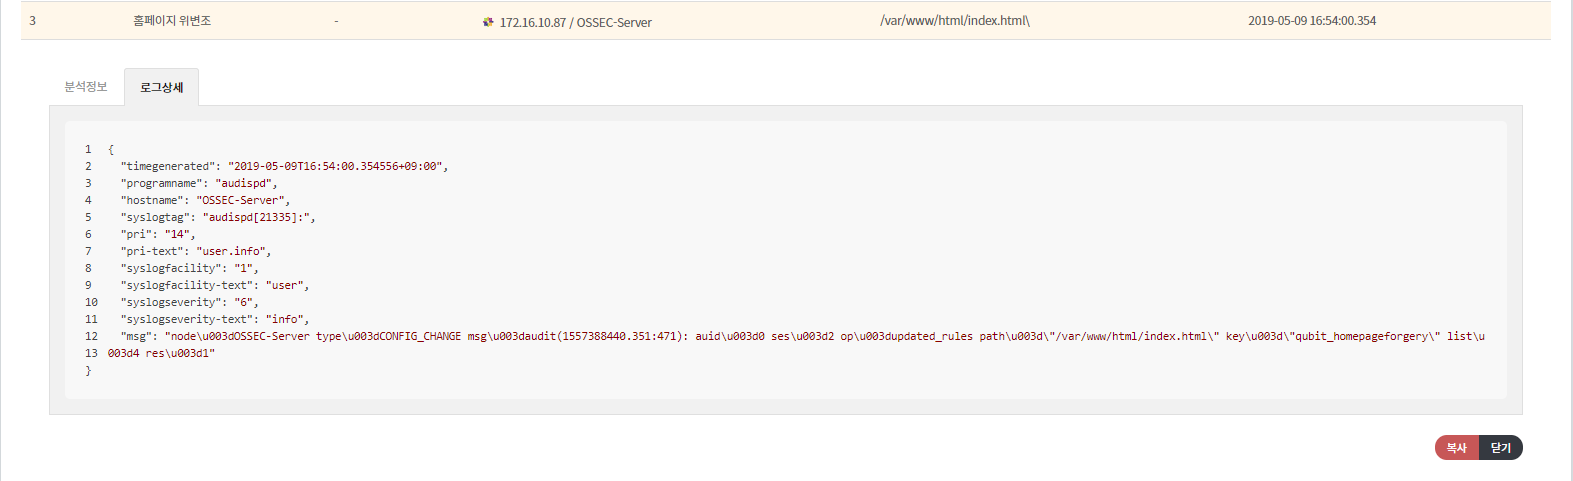 3 홈페이지 위변조 - 172.16.10.87 / OSSEC-Server /var/www/html/index.html\ 2019-05-09 16:54:00.354
분석정보 로그상세
1 {
2 "timegenerated": "2019-05-09T16:54:00.354556+09:00",
3 "programname": "audispd",
4 "hostname": "OSSEC-Server",
5 "syslogtag": "audispd[21335]:",
6 "pri": "14",
7 "pri-text": "user.info",
8 "syslogfacility": "1",
9 "syslogfacility-text": "user",
10 "syslogseverity": "6",
11 "syslogseverity-text": "info",
12 "msg": "node\u003dOSSEC-Server type\u003dCONFIG_CHANGE msg\u003daudit(1557388440.351:471): auid\u003d0 ses\u003d2 op\u003dupdated_rules path\u003d\"/var/www/html/index.html\" key\u003d\"qubit_homepageforgery\" list\u
13 003d4 res\u003d1"
}
복사 닫기